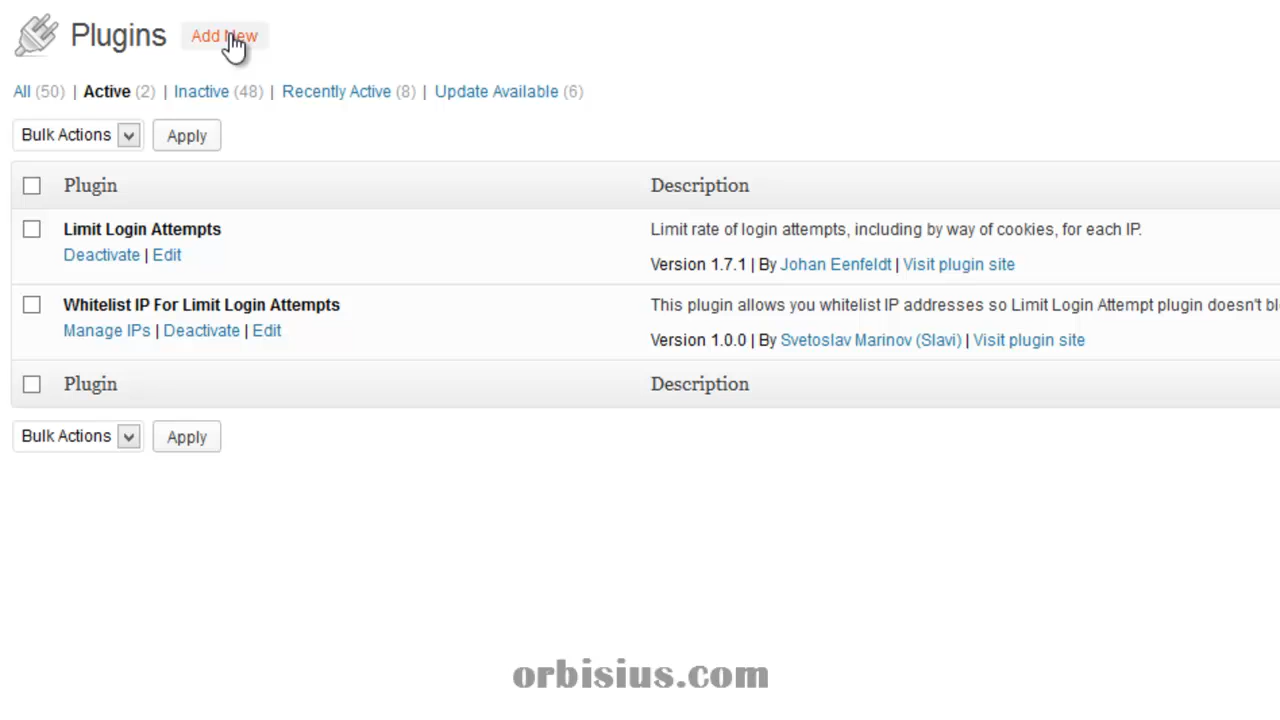 Plugins Add New
All (50) | Active (2) | Inactive (48) | Recently Active (8) | Update Available (6)
Bulk Actions Apply
Plugin Description
Limit Login Attempts Limit rate of login attempts, including by way of cookies, for each IP.
Deactivate | Edit Version 1.7.1 | By Johan Eenfeldt | Visit plugin site
Whitelist IP For Limit Login Attempts This plugin allows you whitelist IP addresses so Limit Login Attempt plugin doesn't bl
Manage IPs | Deactivate | Edit Version 1.0.0 | By Svetoslav Marinov (Slavi) | Visit plugin site
Plugin Description
Bulk Actions Apply
orbisius.com